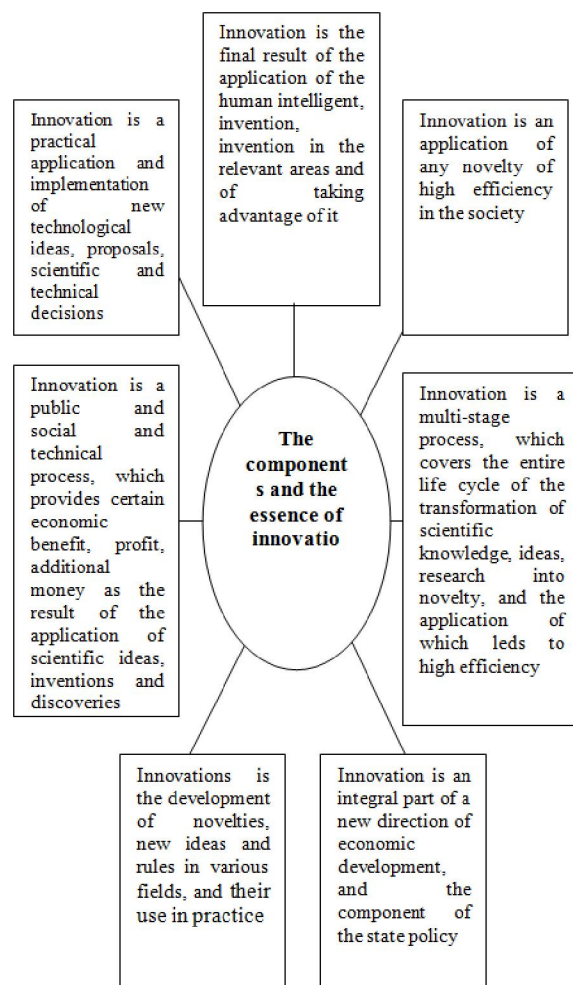 Innovation is the
final result of the
application of the
human intelligent,
invention,
invention in the
relevant areas and
of taking
advantage of it
Innovation is a
practical
application and
implementation
of new
technological
ideas, proposals,
scientific and
technical
decisions
Innovation is an
application of
any novelty of
high efficiency
in the society
Innovation is a
public and
social and
technical
process, which
provides certain
economic
benefit, profit,
additional
money as the
result of the
application of
scientific ideas,
inventions and
discoveries
The
component
s and the
essence of
innovatio
Innovation is a
multi-stage
process, which
covers the entire
life cycle of the
transformation of
scientific
knowledge, ideas,
research into
novelty, and the
application of
which leds to
high efficiency
Innovations is
the development
of novelties,
new ideas and
rules in various
fields, and their
use in practice
Innovation is an
integral part of a
new direction of
economic
development,
and the
component of
the state policy